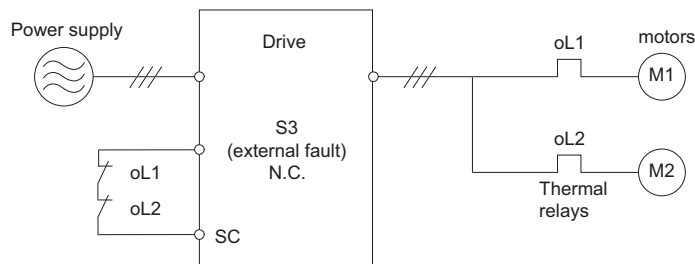 Power supply
Drive
oL1
motors
M1
S3
(external fault)
N.C.
oL1
oL2
SC
oL2
M2
Thermal
relays